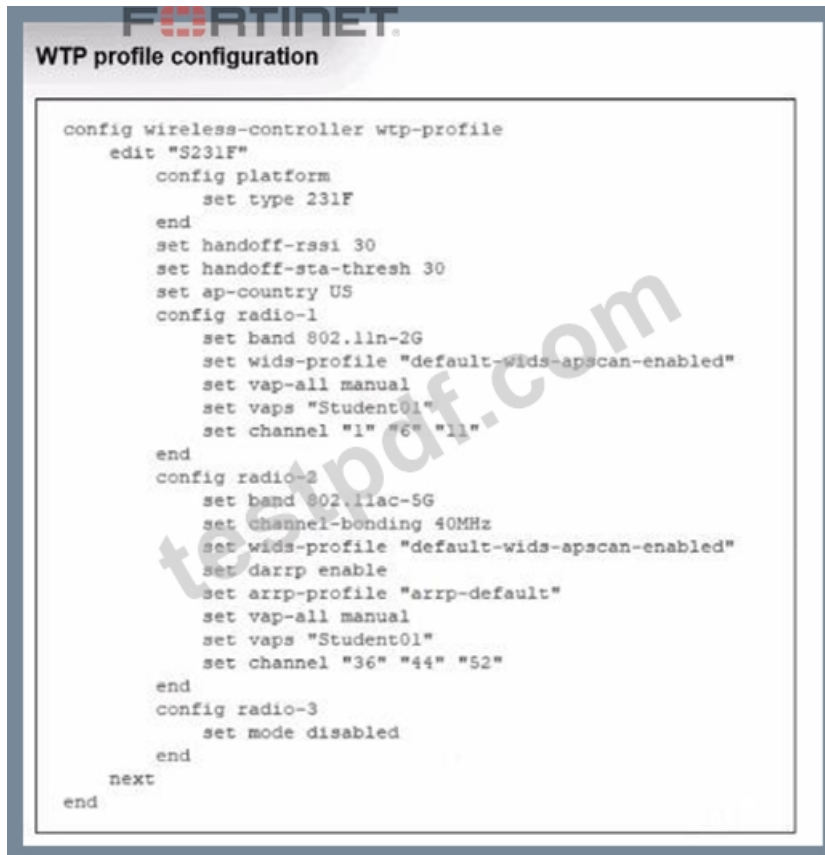 FORTINET
WTP profile configuration
config wireless-controller wtp-profile
edit "S231F"
config platform
set type 231F
end
set handoff-rssi 30
set handoff-sta-thresh 30
set ap-country US
config radio-1
set band 802.11n-2G
set wids-profile "default-wids-apscan-enabled"
set vap-all manual
set vaps "Student01"
set channel "1" "6" "11"
end
config radio-2
set band 802.11ac-5G
set channel-bonding 40MHz
set wids-profile "default-wids-apscan-enabled"
set darrp enable
set arrp-profile "arrp-default"
set vap-all manual
set vaps "Student01"
set channel "36" "44" "52"
end
config radio-3
set mode disabled
end
next
end
testpdf.com